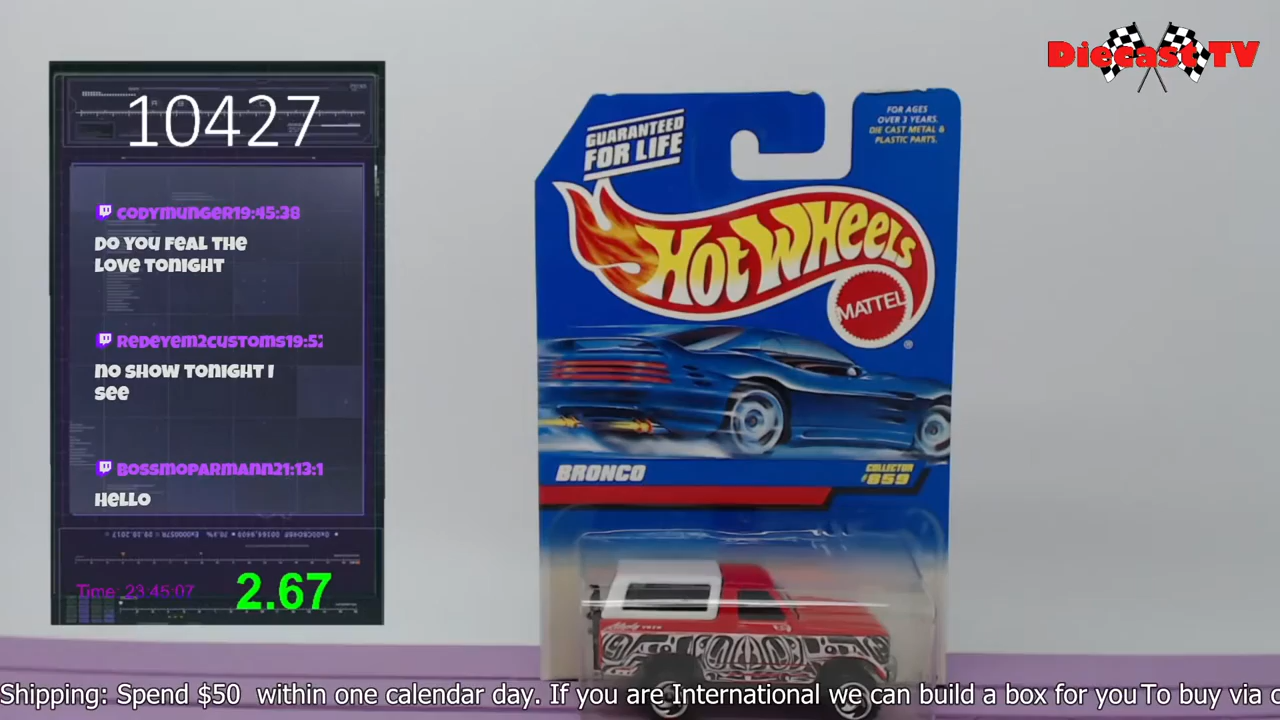 Diecast TV
10427
codymunger19:45:38
Do you feal the
love tonight
Redeyem2customs19:5
no show tonight i
see
Bossmoparmann21:13:1
Hello
Time: 23:45:07
2.67
GUARANTEED
FOR LIFE
FOR AGES
OVER 3 YEARS.
DIE CAST METAL &
PLASTIC PARTS.
HOT WHEELS
MATTEL
®
BRONCO
COLLECTOR
#859
Shipping: Spend $50 within one calendar day. If you are International we can build a box for you To buy via